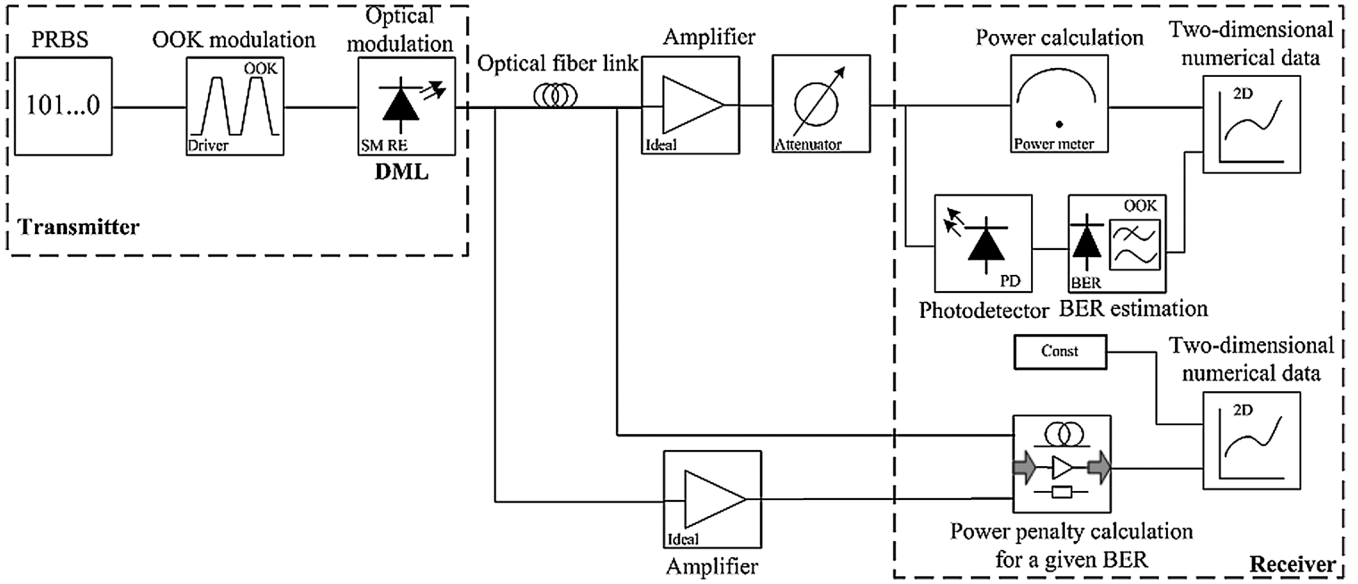 PRBS
101...0
OOK modulation
OOK
Driver
Optical
modulation
SM RE
DML
Transmitter
Optical fiber link
Amplifier
Ideal
Attenuator
Power calculation
Power meter
Two-dimensional
numerical data
2D
PD
Photodetector
OOK
BER
BER estimation
Const
Two-dimensional
numerical data
2D
Ideal
Amplifier
Power penalty calculation
for a given BER
Receiver